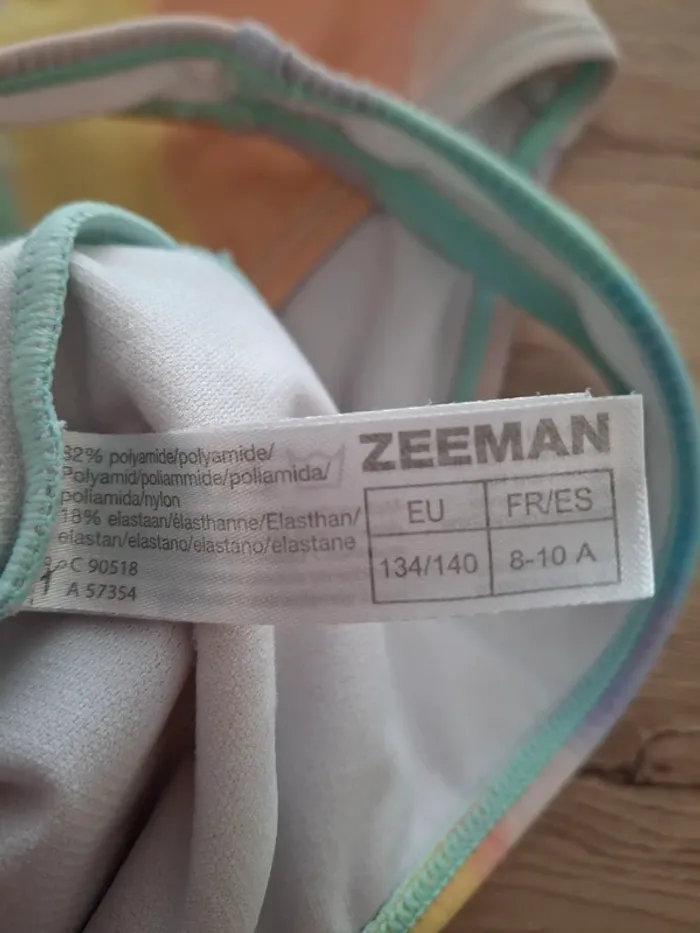 82% polyamide/polyamide/
Polyamid/poliammide/poliamida/
poliamida/nylon
18% elastaan/élasthanne/Elasthan/
elastan/elastano/elastano/elastane
C 90518
A 57354
ZEEMAN
EU FR/ES
134/140 8-10 A